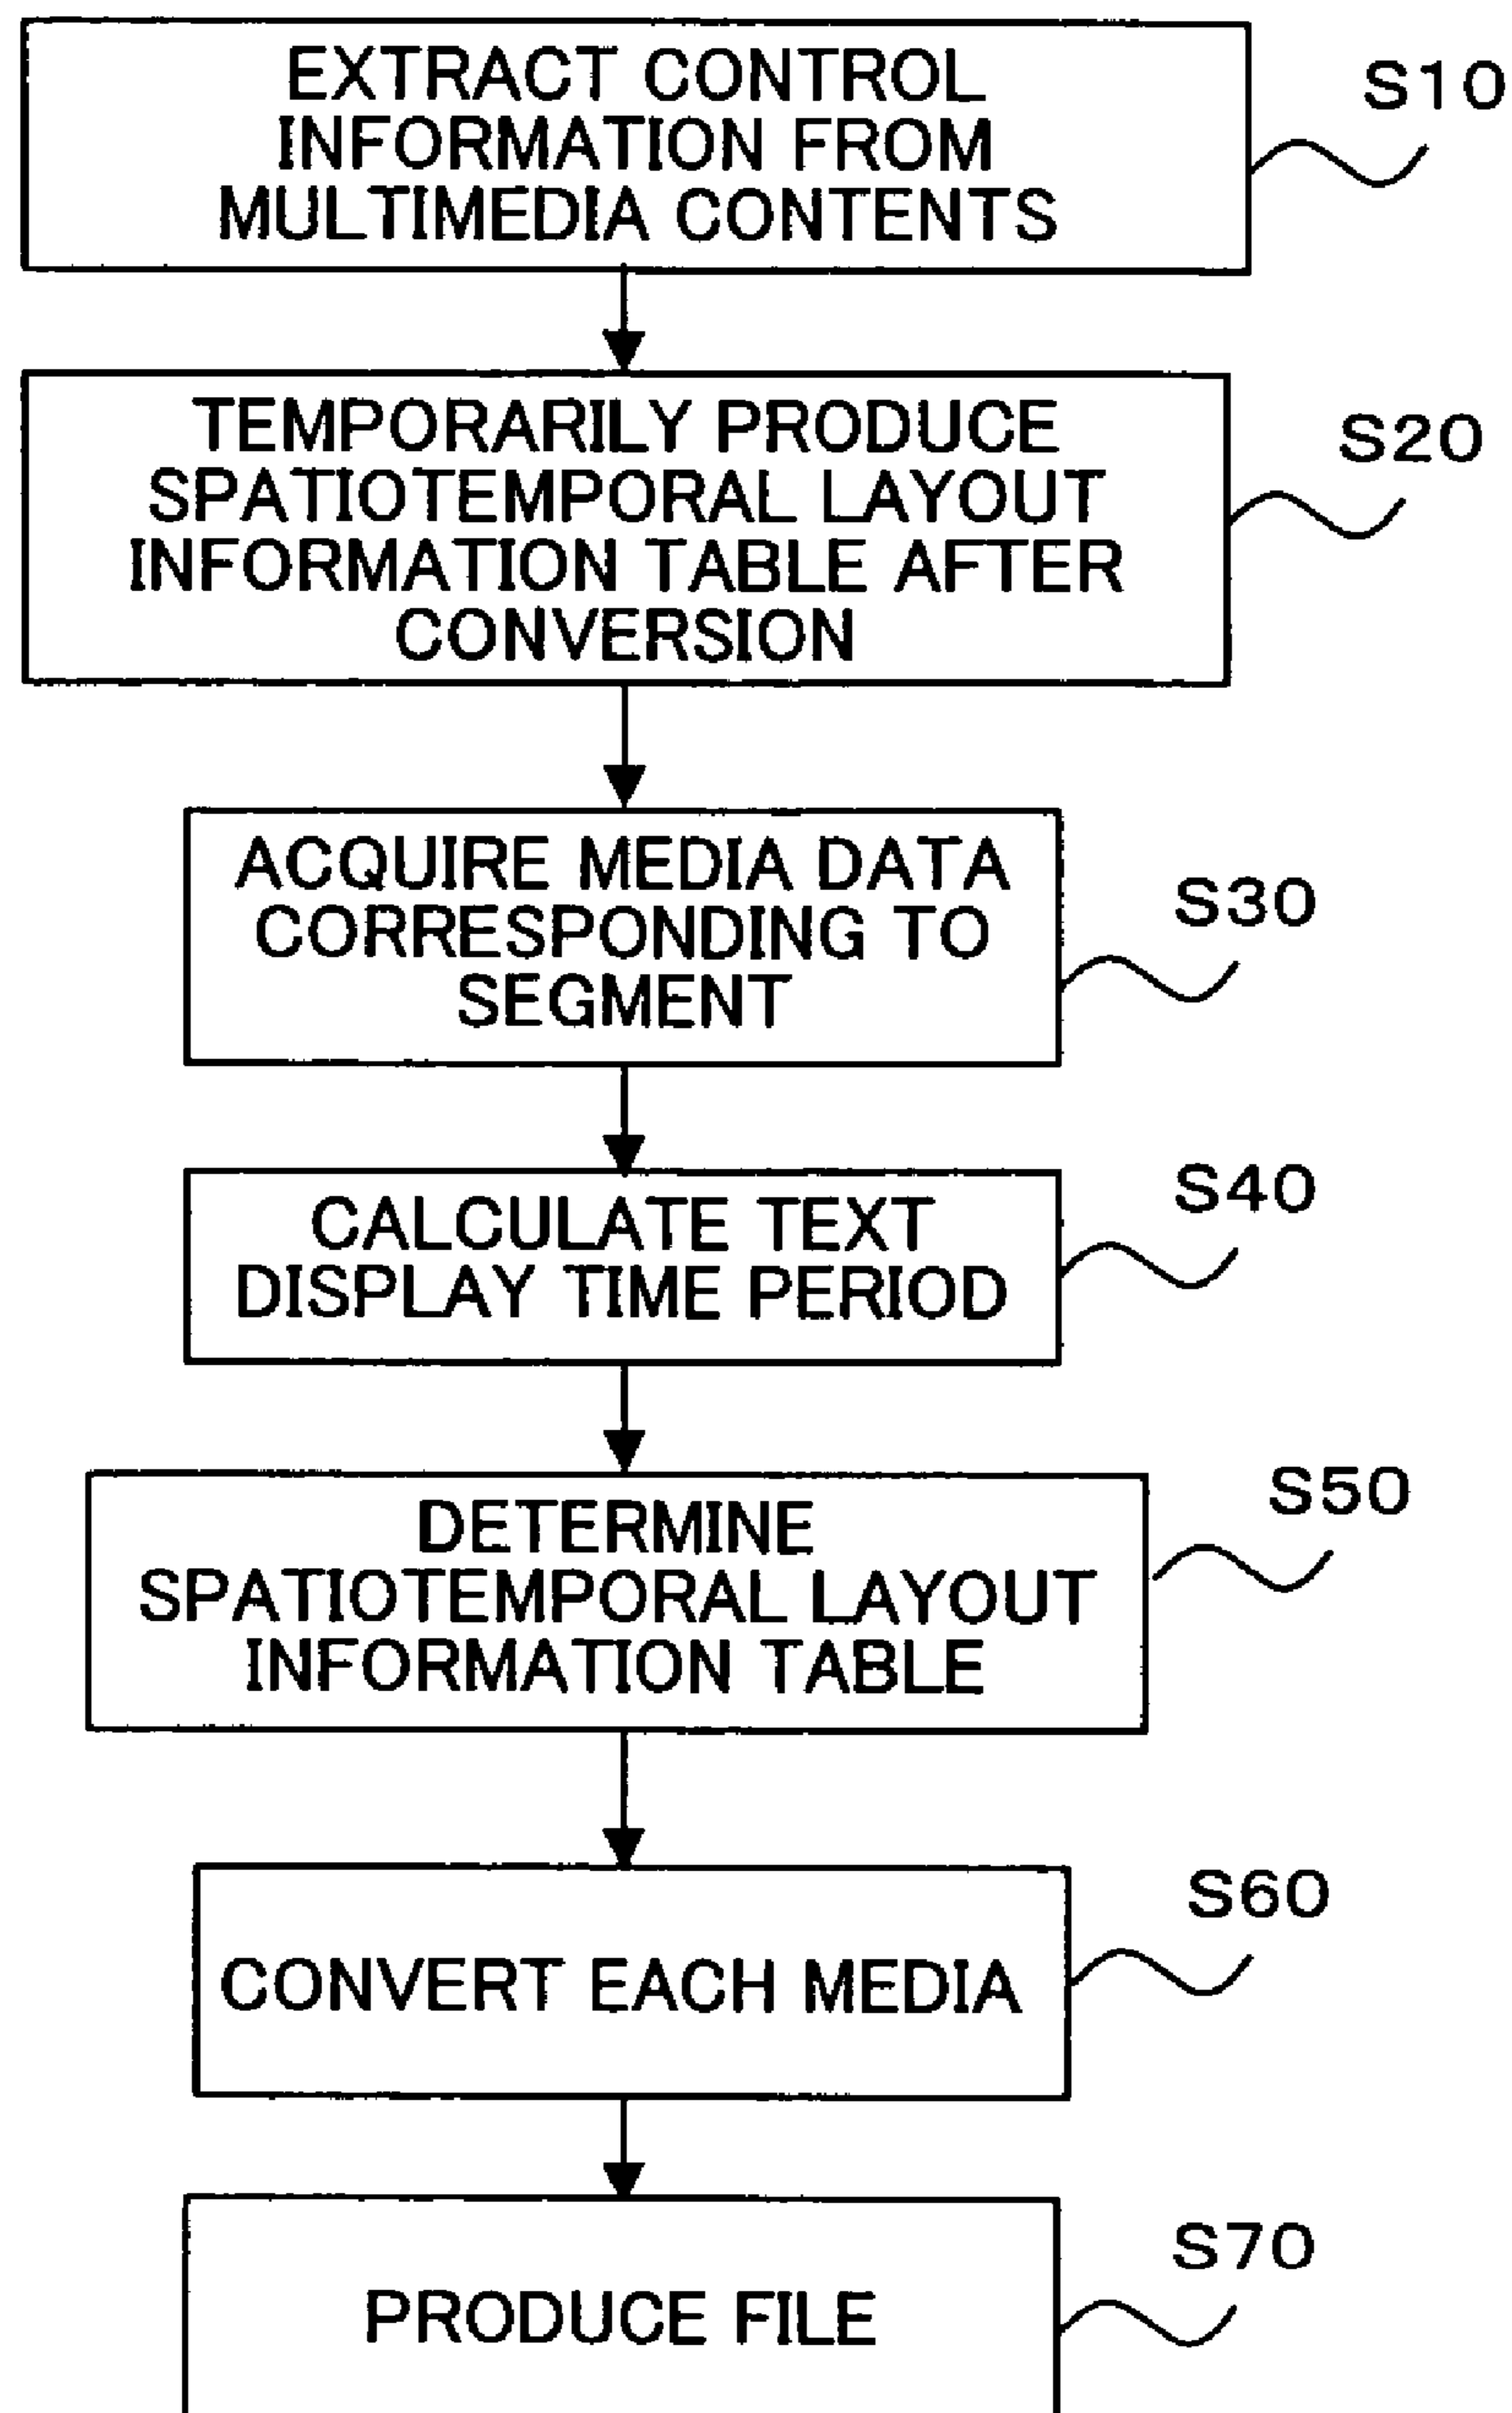 EXTRACT CONTROL
INFORMATION FROM
MULTIMEDIA CONTENTS
S10
TEMPORARILY PRODUCE
SPATIOTEMPORAL LAYOUT
INFORMATION TABLE AFTER
CONVERSION
S20
ACQUIRE MEDIA DATA
CORRESPONDING TO
SEGMENT
S30
CALCULATE TEXT
DISPLAY TIME PERIOD
S40
DETERMINE
SPATIOTEMPORAL LAYOUT
INFORMATION TABLE
S50
CONVERT EACH MEDIA
S60
PRODUCE FILE
S70